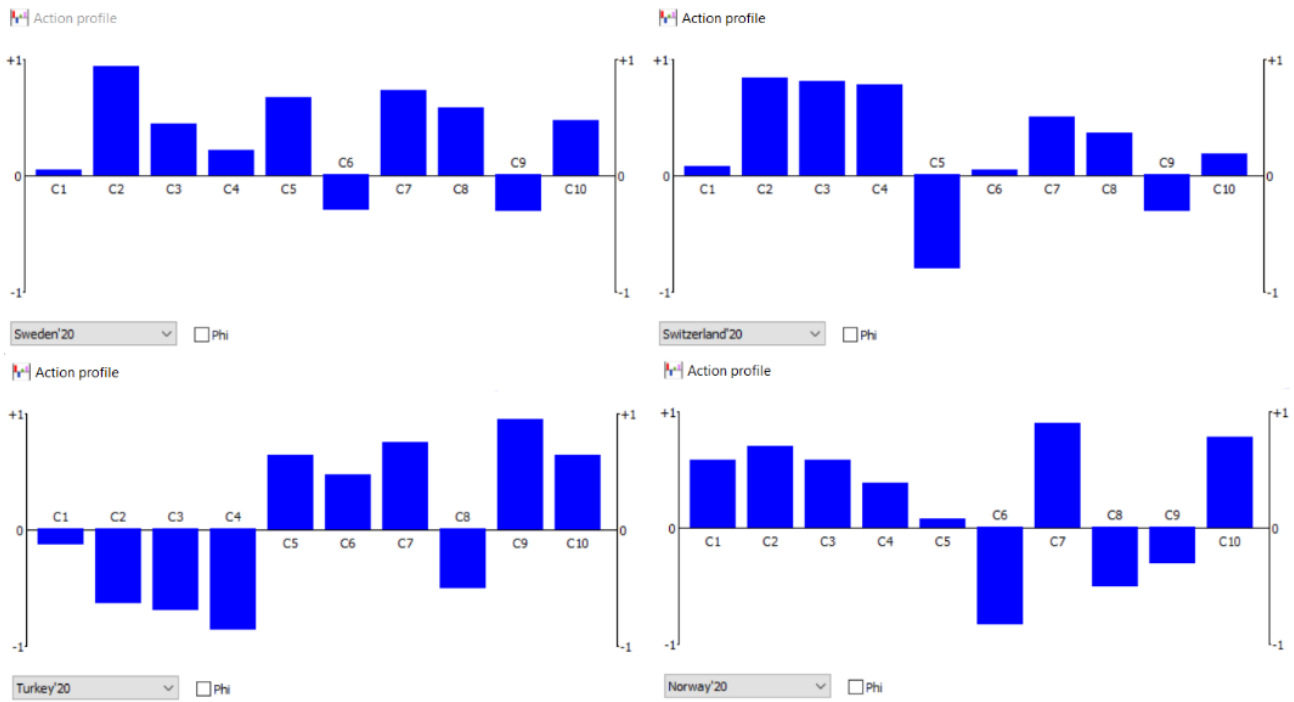 Action profile
+1 +1
C6 C9
0 0
C1 C2 C3 C4 C5 C7 C8 C10
-1 -1
Sweden'20 Phi
Action profile
+1 +1
C5 C9
0 0
C1 C2 C3 C4 C6 C7 C8 C10
-1 -1
Switzerland'20 Phi
Action profile
+1 +1
C1 C2 C3 C4 C8
0 0
C5 C6 C7 C9 C10
-1 -1
Turkey'20 Phi
Action profile
+1 +1
C6 C8 C9
0 0
C1 C2 C3 C4 C5 C7 C10
-1 -1
Norway'20 Phi